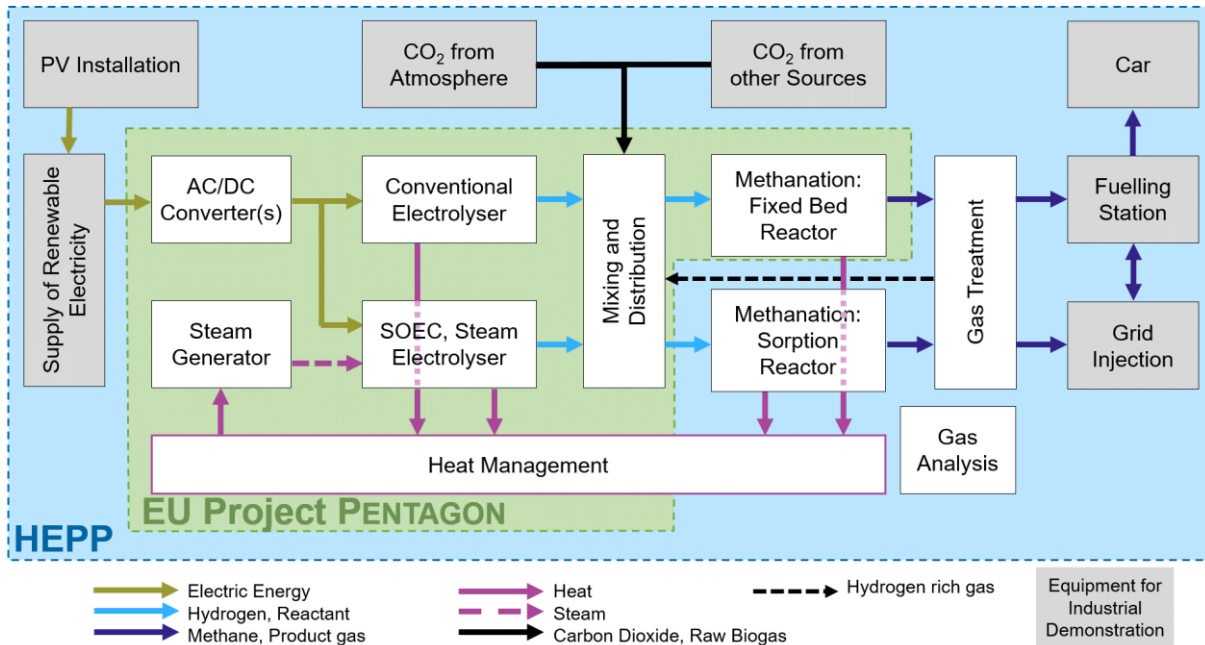 PV Installation
CO₂ from
Atmosphere
CO₂ from
other Sources
Car
Supply of Renewable
Electricity
AC/DC
Converter(s)
Conventional
Electrolyser
Mixing and
Distribution
Methanation:
Fixed Bed
Reactor
Gas Treatment
Fuelling
Station
Steam
Generator
SOEC, Steam
Electrolyser
Methanation:
Sorption
Reactor
Grid
Injection
Heat Management
Gas
Analysis
EU Project PENTAGON
HEPP
Electric Energy
Hydrogen, Reactant
Methane, Product gas
Heat
Steam
Carbon Dioxide, Raw Biogas
Hydrogen rich gas
Equipment for
Industrial
Demonstration